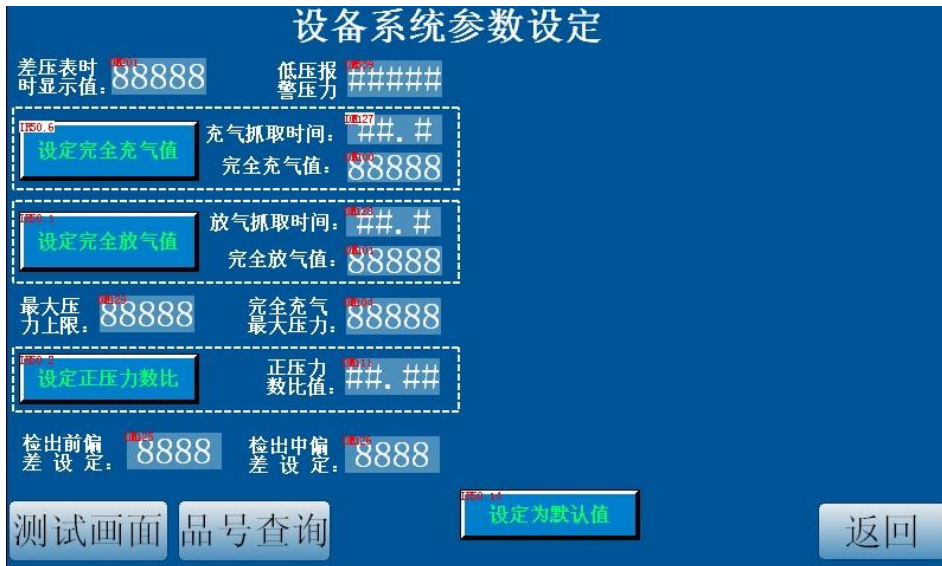 设备系统参数设定
差压表时
时显示值:
88888
低压报
警压力
#####
IR50.6
设定完全充气值
充气抓取时间:
##.#
完全充气值:
88888
设定完全放气值
放气抓取时间:
##.#
完全放气值:
88888
最大压
力上限:
88888
完全充气
最大压力:
88888
设定正压力数比
正压力
数比值:
##.##
检出前偏
差 设 定:
8888
检出中偏
差 设 定:
8888
设定为默认值
测试画面
品号查询
返回